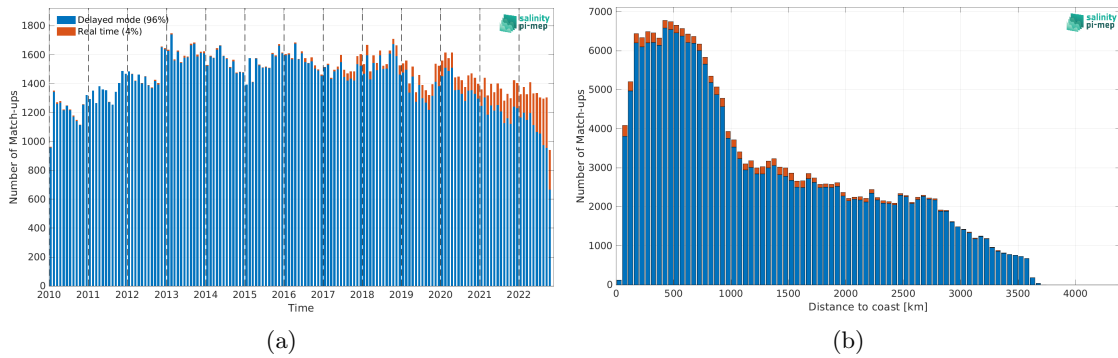 Delayed mode (96%)
Real time (4%)
salinity
pi-mep
1800
1600
1400
1200
1000
800
600
400
200
0
Number of Match-ups
2010 2011 2012 2013 2014 2015 2016 2017 2018 2019 2020 2021 2022
Time
(a)
salinity
pi-mep
7000
6000
5000
4000
3000
2000
1000
0
Number of Match-ups
0 500 1000 1500 2000 2500 3000 3500 4000
Distance to coast [km]
(b)